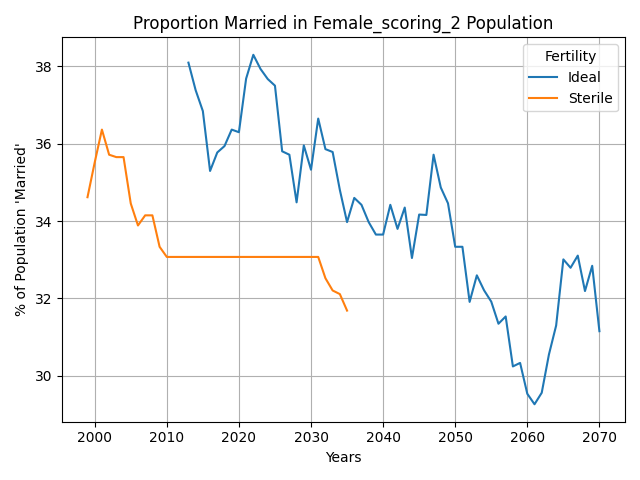 Proportion Married in Female_scoring_2 Population
% of Population 'Married'
38
36
34
32
30
Fertility
Ideal
Sterile
2000 2010 2020 2030 2040 2050 2060 2070
Years